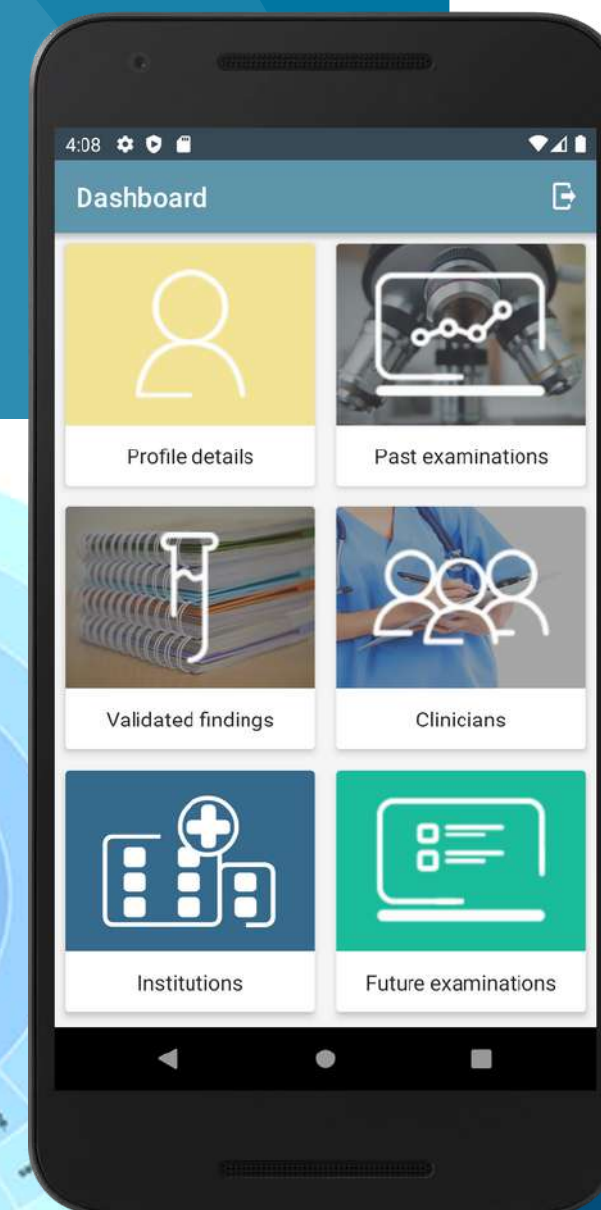 4:08
Dashboard
Profile details
Past examinations
Validated findings
Clinicians
Institutions
Future examinations